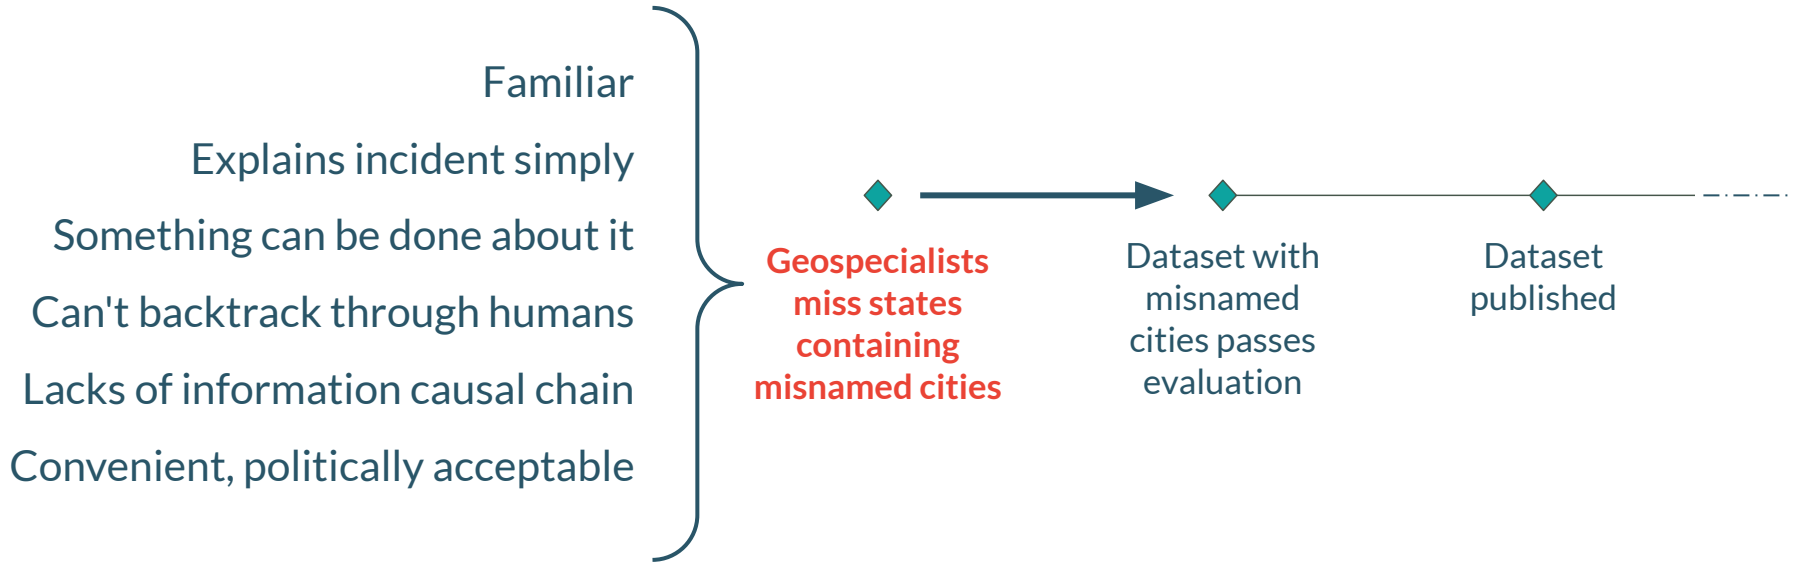 Familiar
Explains incident simply
Something can be done about it
Can't backtrack through humans
Lacks of information causal chain
Convenient, politically acceptable
Geospecialists
miss states
containing
misnamed cities
Dataset with
misnamed
cities passes
evaluation
Dataset
published